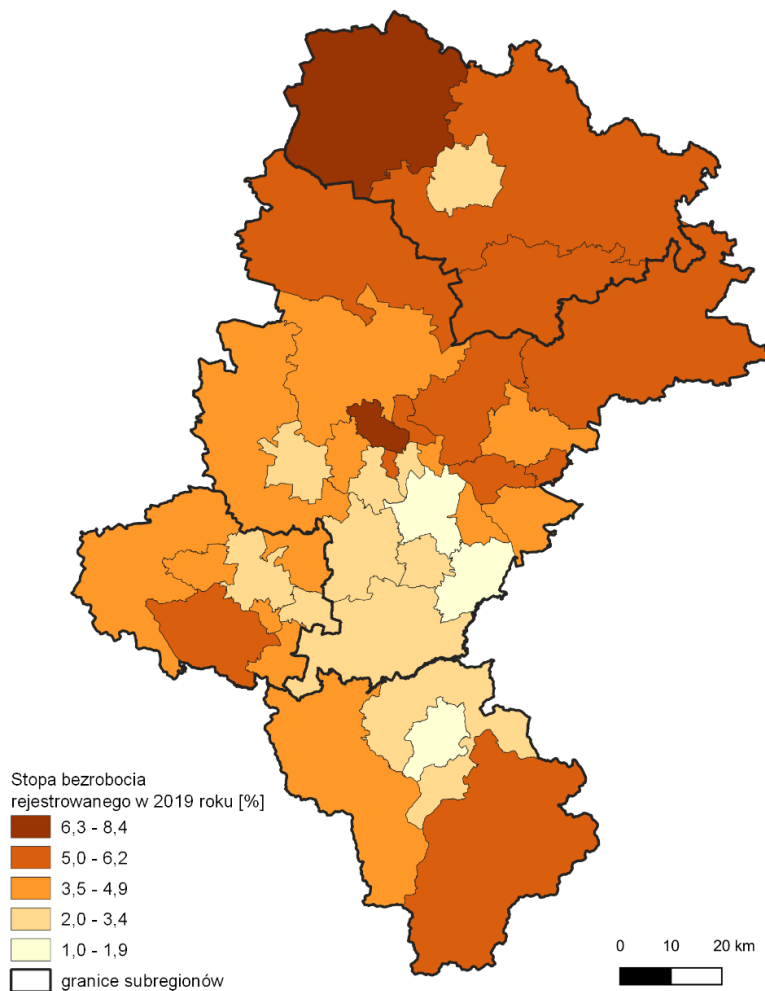 Stopa bezrobocia
rejestrowanego w 2019 roku [%]
6,3 - 8,4
5,0 - 6,2
3,5 - 4,9
2,0 - 3,4
1,0 - 1,9
granice subregionów
0 10 20 km